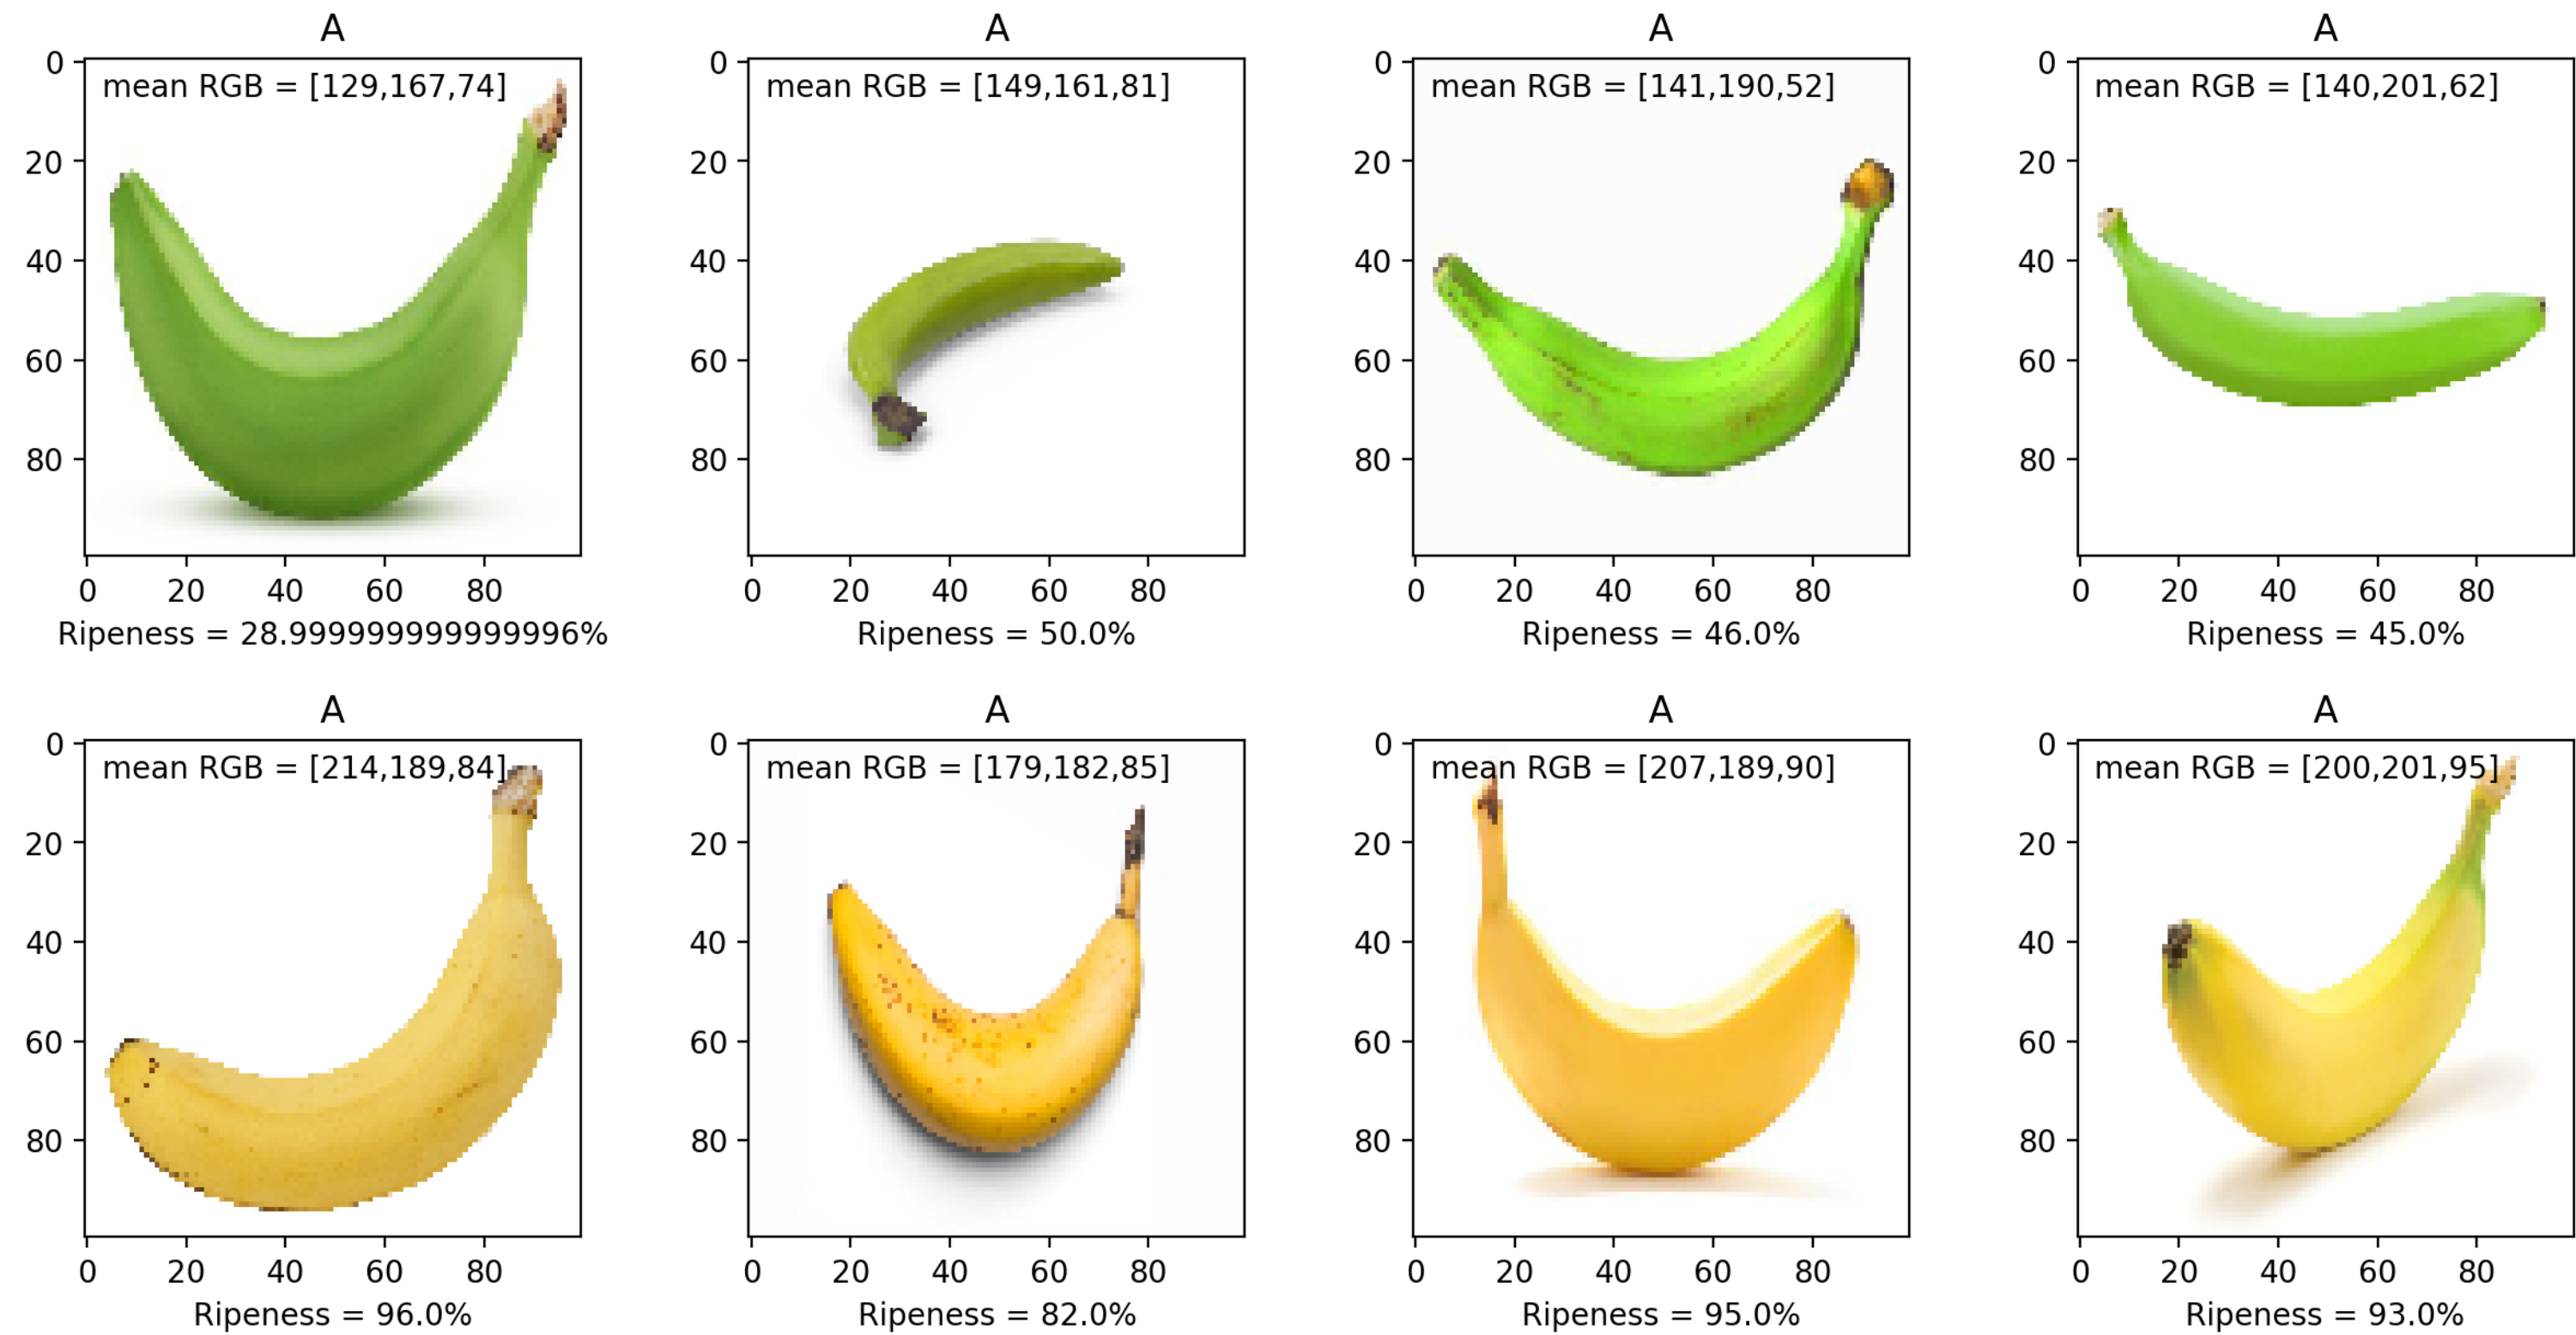 A
mean RGB = [129,167,74]
0
20
40
60
80
0 20 40 60 80
Ripeness = 28.999999999999996%
A
mean RGB = [149,161,81]
0
20
40
60
80
0 20 40 60 80
Ripeness = 50.0%
A
mean RGB = [141,190,52]
0
20
40
60
80
0 20 40 60 80
Ripeness = 46.0%
A
mean RGB = [140,201,62]
0
20
40
60
80
0 20 40 60 80
Ripeness = 45.0%
A
mean RGB = [214,189,84]
0
20
40
60
80
0 20 40 60 80
Ripeness = 96.0%
A
mean RGB = [179,182,85]
0
20
40
60
80
0 20 40 60 80
Ripeness = 82.0%
A
mean RGB = [207,189,90]
0
20
40
60
80
0 20 40 60 80
Ripeness = 95.0%
A
mean RGB = [200,201,95]
0
20
40
60
80
0 20 40 60 80
Ripeness = 93.0%